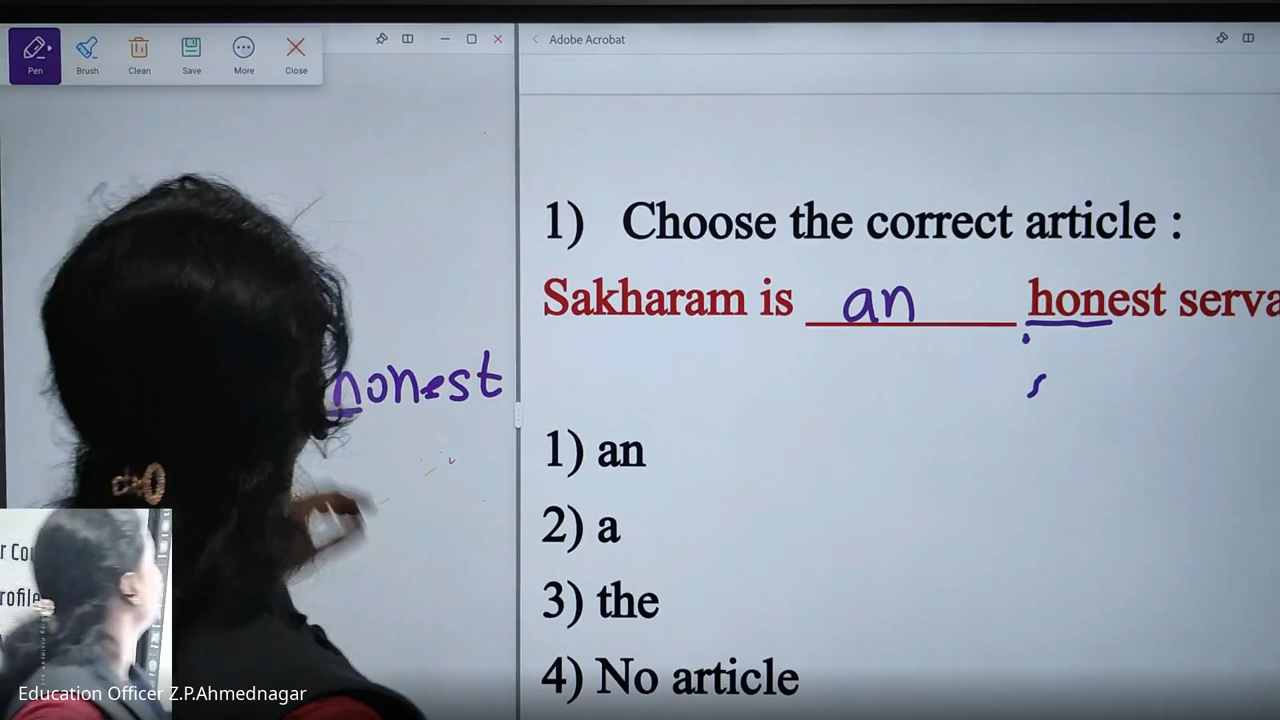 Pen Brush Clean Save More Close
Adobe Acrobat
1) Choose the correct article :
Sakharam is an honest
honest
1) an
2) a
3) the
4) No article
Education Officer Z.P.Ahmednagar